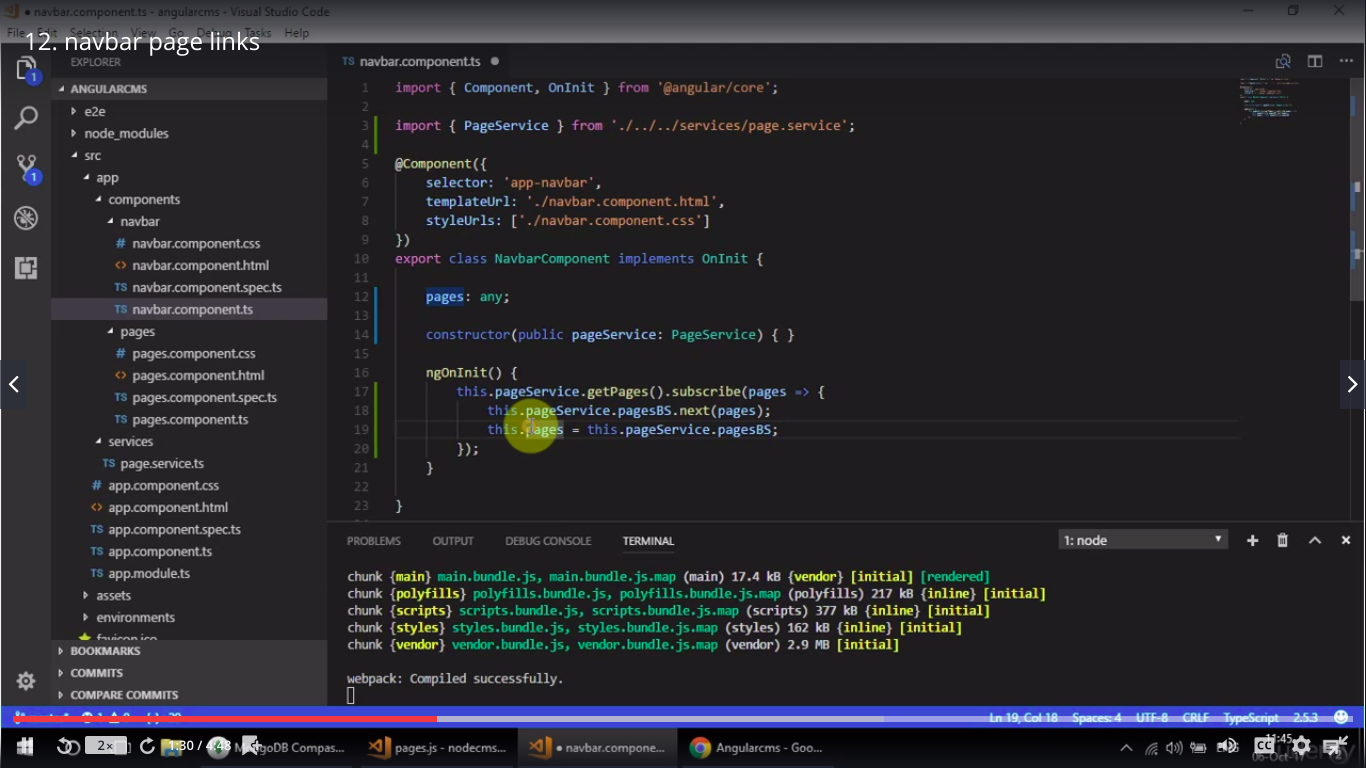 navbar.component.ts - angularcms - Visual Studio Code
File Edit Selection View Go Debug Tasks Help
12. navbar page links
EXPLORER
ANGULARCMS
e2e
node_modules
src
app
components
navbar
navbar.component.css
navbar.component.html
navbar.component.spec.ts
navbar.component.ts
pages
pages.component.css
pages.component.html
pages.component.spec.ts
pages.component.ts
services
page.service.ts
app.component.css
app.component.html
app.component.spec.ts
app.component.ts
app.module.ts
assets
environments
favicon.ico
BOOKMARKS
COMMITS
COMPARE COMMITS
TS navbar.component.ts
1 import { Component, OnInit } from '@angular/core';
2
3 import { PageService } from './../../services/page.service';
4
5 @Component({
6 selector: 'app-navbar',
7 templateUrl: './navbar.component.html',
8 styleUrls: ['./navbar.component.css']
9 })
10 export class NavbarComponent implements OnInit {
11
12 pages: any;
13
14 constructor(public pageService: PageService) { }
15
16 ngOnInit() {
17 this.pageService.getPages().subscribe(pages => {
18 this.pageService.pagesBS.next(pages);
19 this.pages = this.pageService.pagesBS;
20 });
21 }
22
23 }
PROBLEMS OUTPUT DEBUG CONSOLE TERMINAL 1: node
chunk {main} main.bundle.js, main.bundle.js.map (main) 17.4 kB {vendor} [initial] [rendered]
chunk {polyfills} polyfills.bundle.js, polyfills.bundle.js.map (polyfills) 217 kB {inline} [initial]
chunk {scripts} scripts.bundle.js, scripts.bundle.js.map (scripts) 377 kB {inline} [initial]
chunk {styles} styles.bundle.js, styles.bundle.js.map (styles) 162 kB {inline} [initial]
chunk {vendor} vendor.bundle.js, vendor.bundle.js.map (vendor) 2.9 MB [initial]
webpack: Compiled successfully.
Ln 19, Col 18 Spaces: 4 UTF-8 CRLF TypeScript 2.5.3
2x 1:30 / 4:48 MongoDB Compas... pages.js - nodecms... navbar.compone... Angularcms - Goo... CC 11:45
06-Oct-17